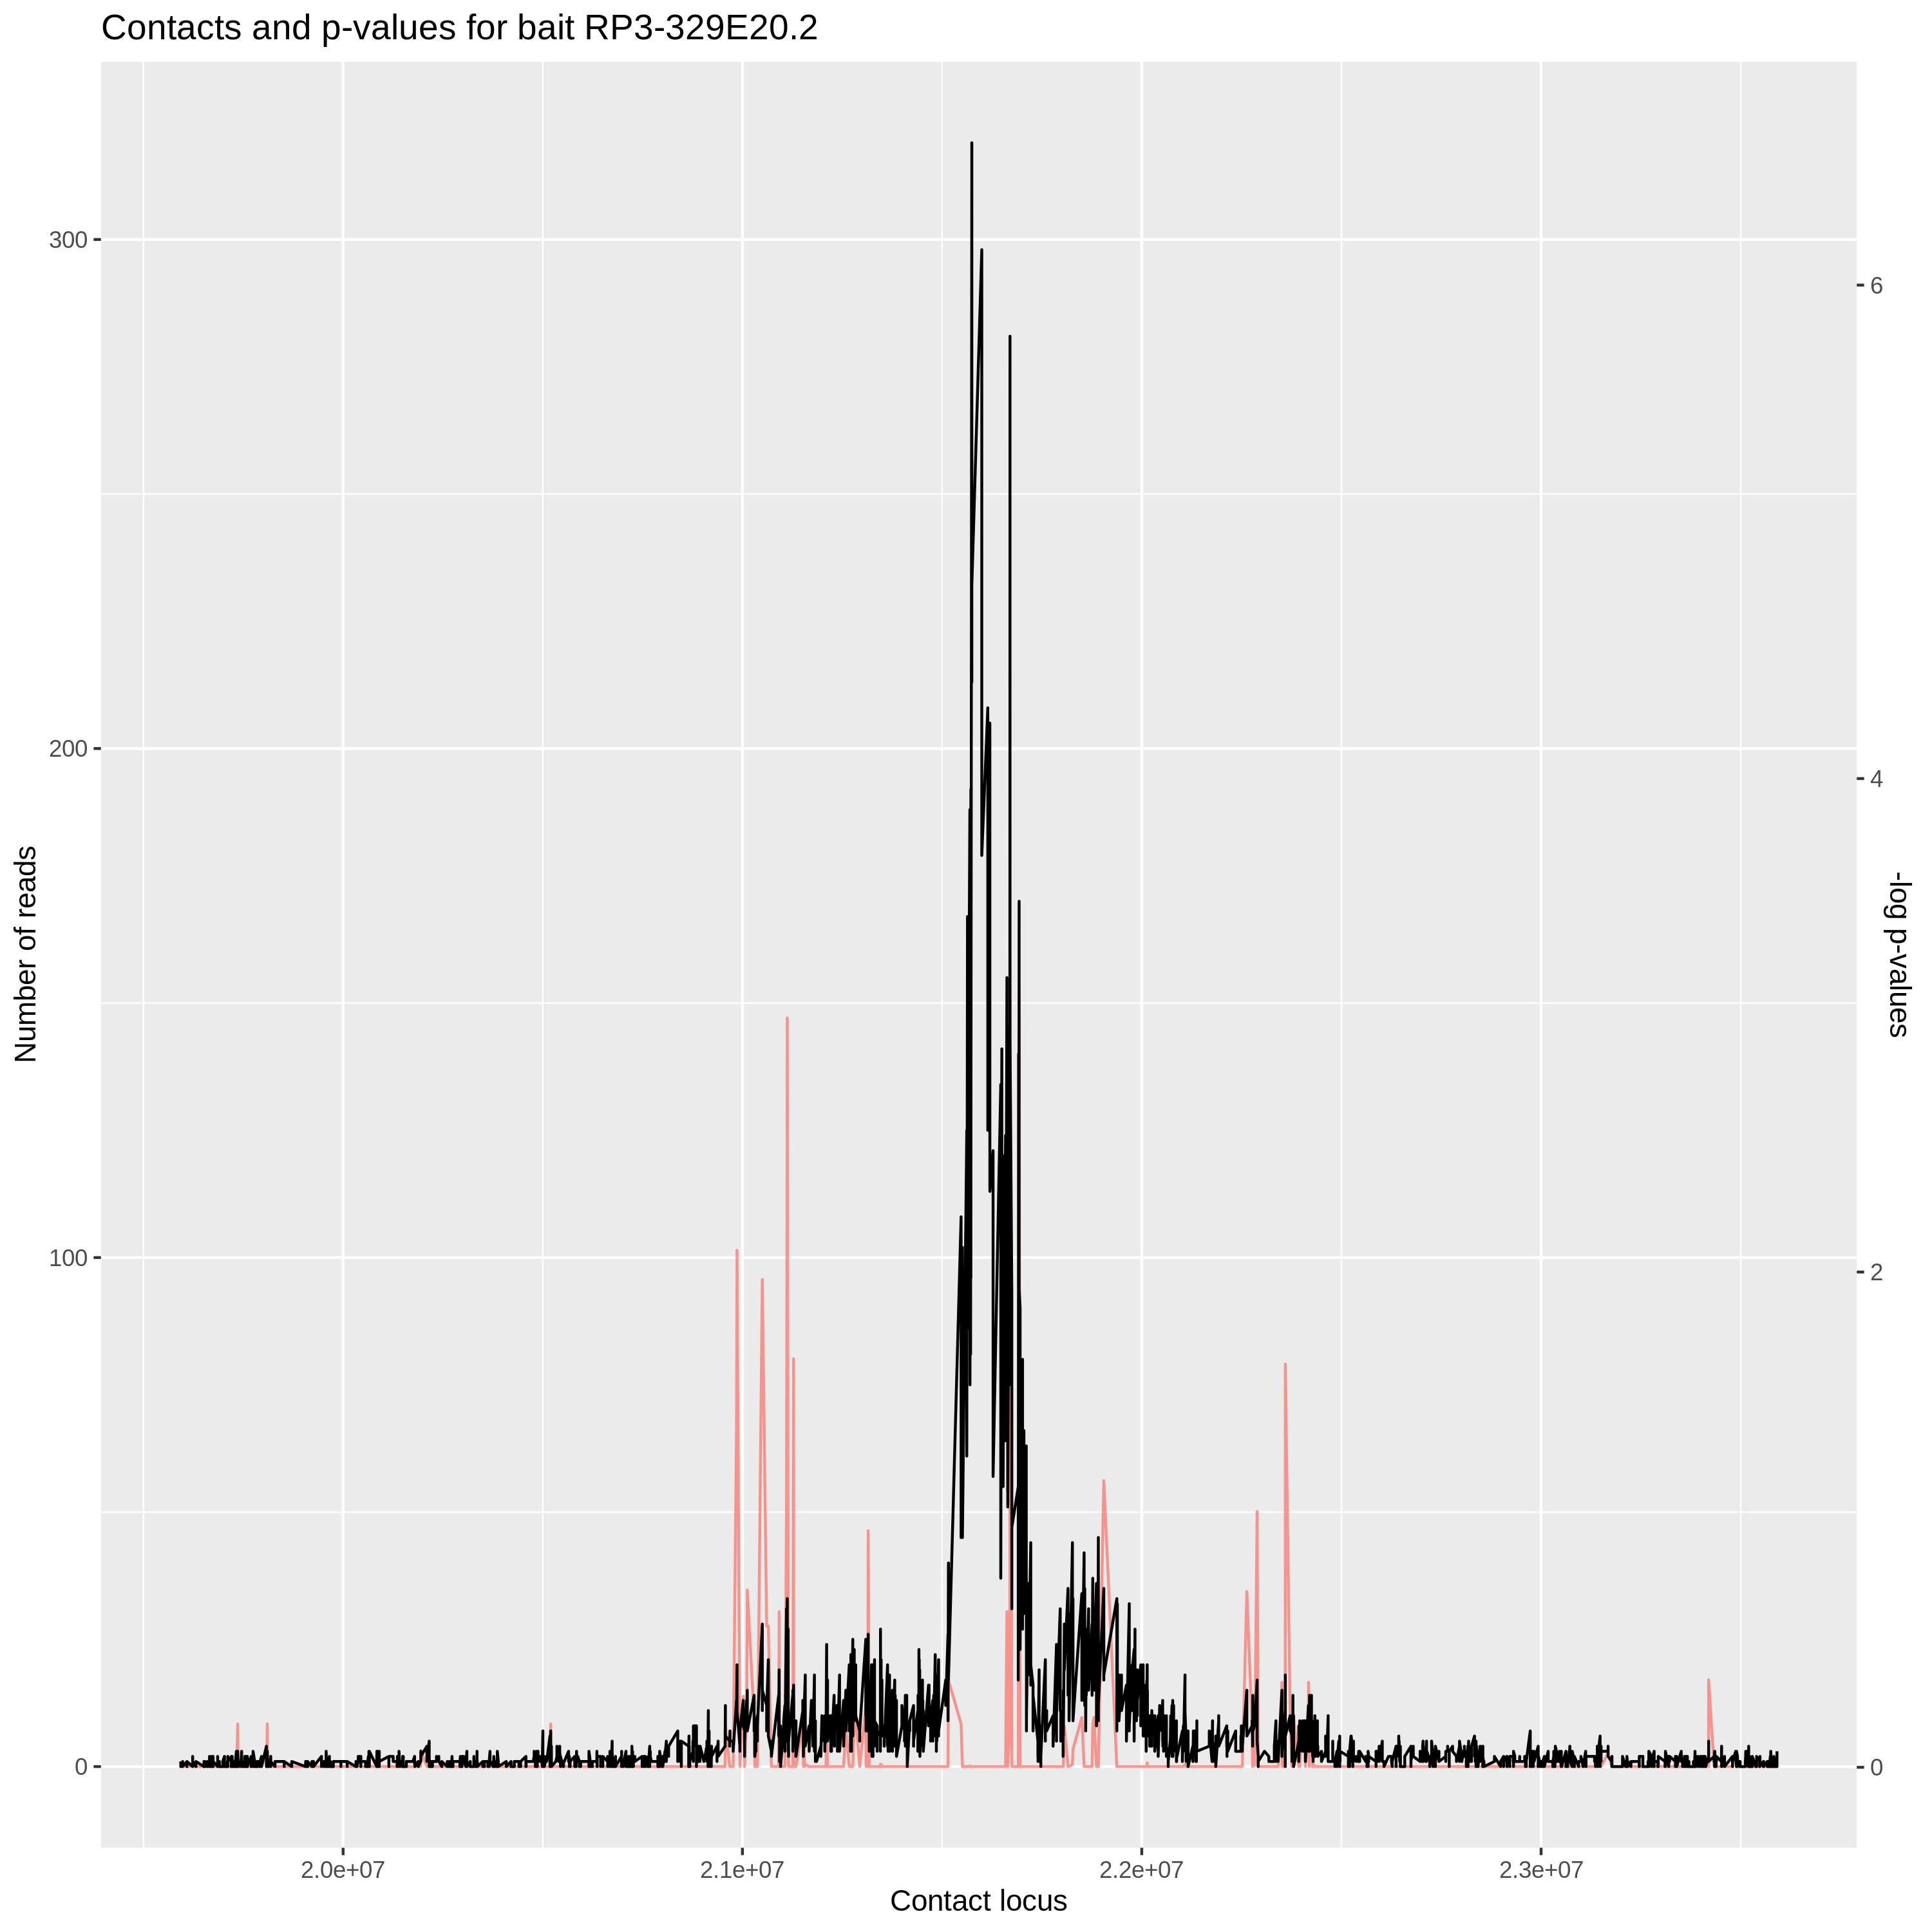 Contacts and p-values for bait RP3-329E20.2
Number of reads
300
200
100
0
6
4
2
0
-log p-values
2.0e+07
2.1e+07
2.2e+07
2.3e+07
Contact locus